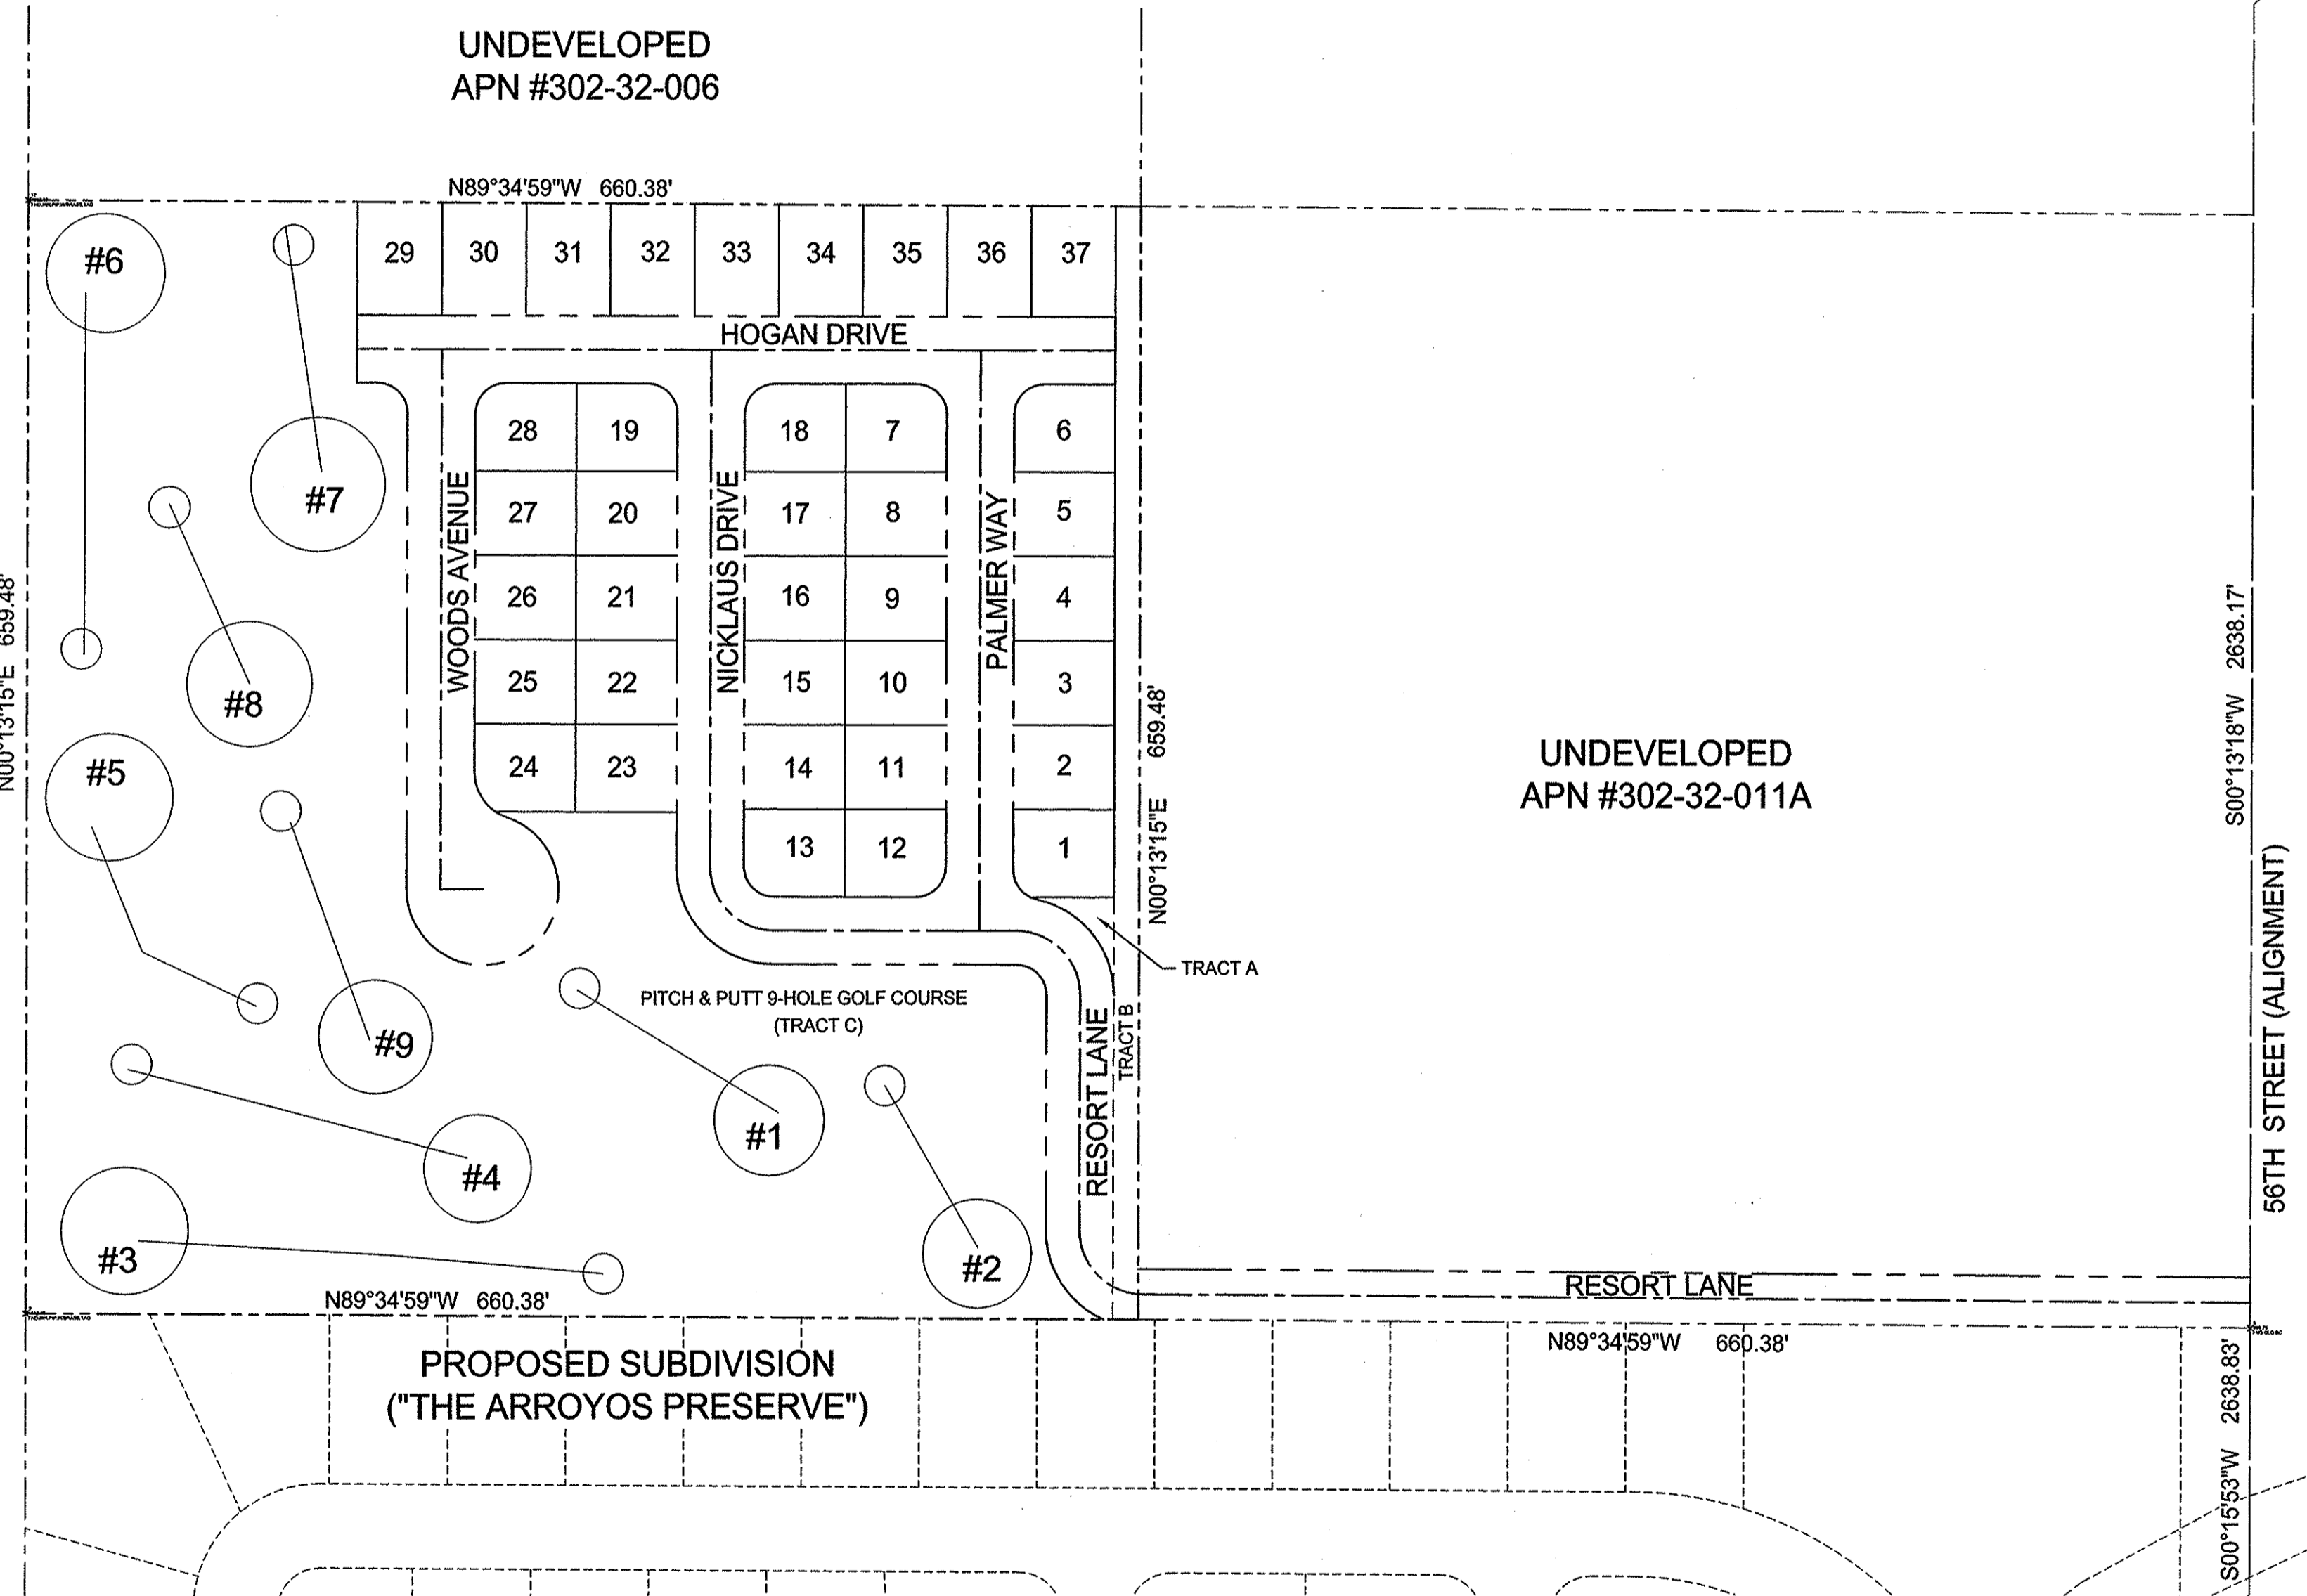 UNDEVELOPED
APN #302-32-006
N89°34'59"W 660.38'
#6
29 30 31 32 33 34 35 36 37
HOGAN DRIVE
#7
28 19 18 7 6
27 20 17 8 5
26 21 16 9 4
25 22 15 10 3
24 23 14 11 2
13 12 1
WOODS AVENUE
NICKLAUS DRIVE
PALMER WAY
N00°13'15"E 659.48'
#8
#5
N00°13'15"E 659.48'
UNDEVELOPED
APN #302-32-011A
S00°13'18"W 2638.17'
56TH STREET (ALIGNMENT)
TRACT A
PITCH & PUTT 9-HOLE GOLF COURSE
(TRACT C)
#9
RESORT LANE
TRACT B
#1
#4
#3
#2
RESORT LANE
N89°34'59"W 660.38'
N89°34'59"W 660.38'
PROPOSED SUBDIVISION
("THE ARROYOS PRESERVE")
S00°15'53"W 2638.83'